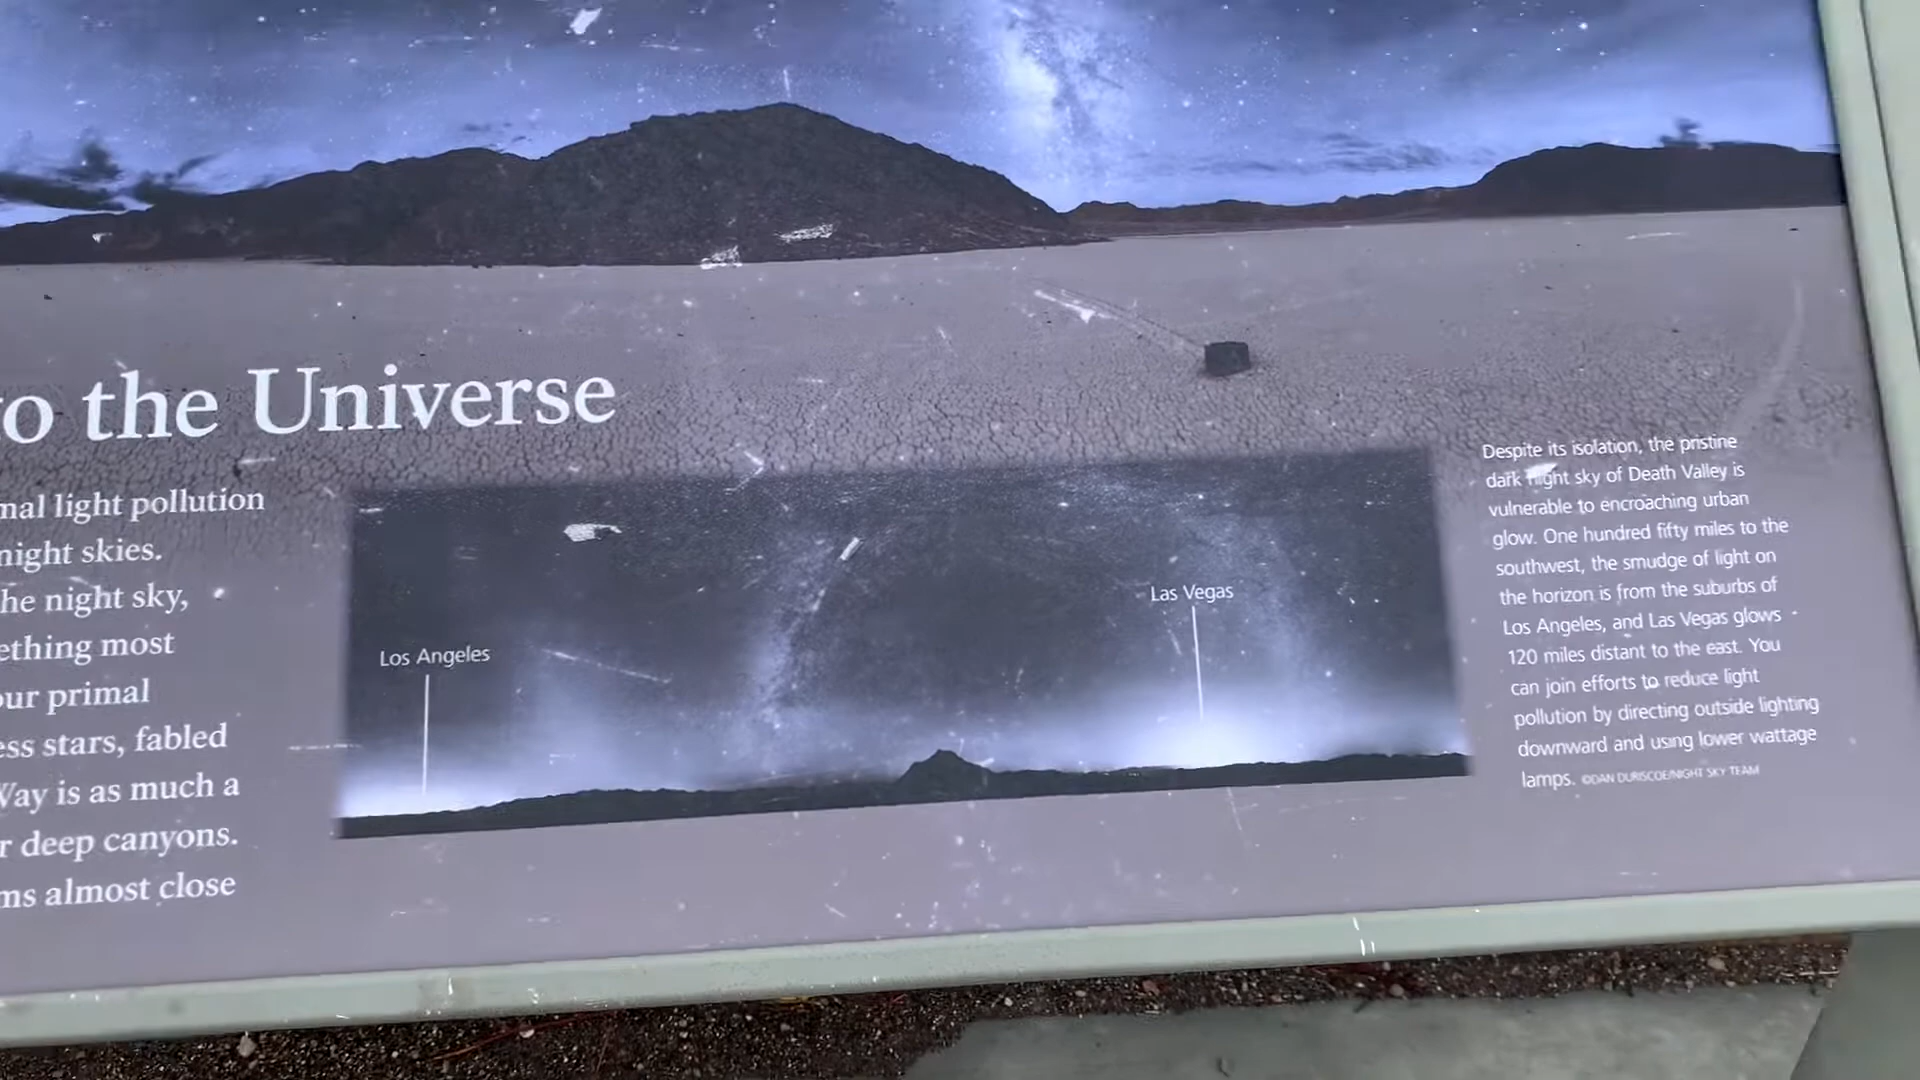 to the Universe
mal light pollution
night skies.
he night sky,
ething most
our primal
ess stars, fabled
Way is as much a
r deep canyons.
ms almost close
Los Angeles
Las Vegas
Despite its isolation, the pristine
dark night sky of Death Valley is
vulnerable to encroaching urban
glow. One hundred fifty miles to the
southwest, the smudge of light on
the horizon is from the suburbs of
Los Angeles, and Las Vegas glows
120 miles distant to the east. You
can join efforts to reduce light
pollution by directing outside lighting
downward and using lower wattage
lamps. ©DAN DURISCOE/NIGHT SKY TEAM